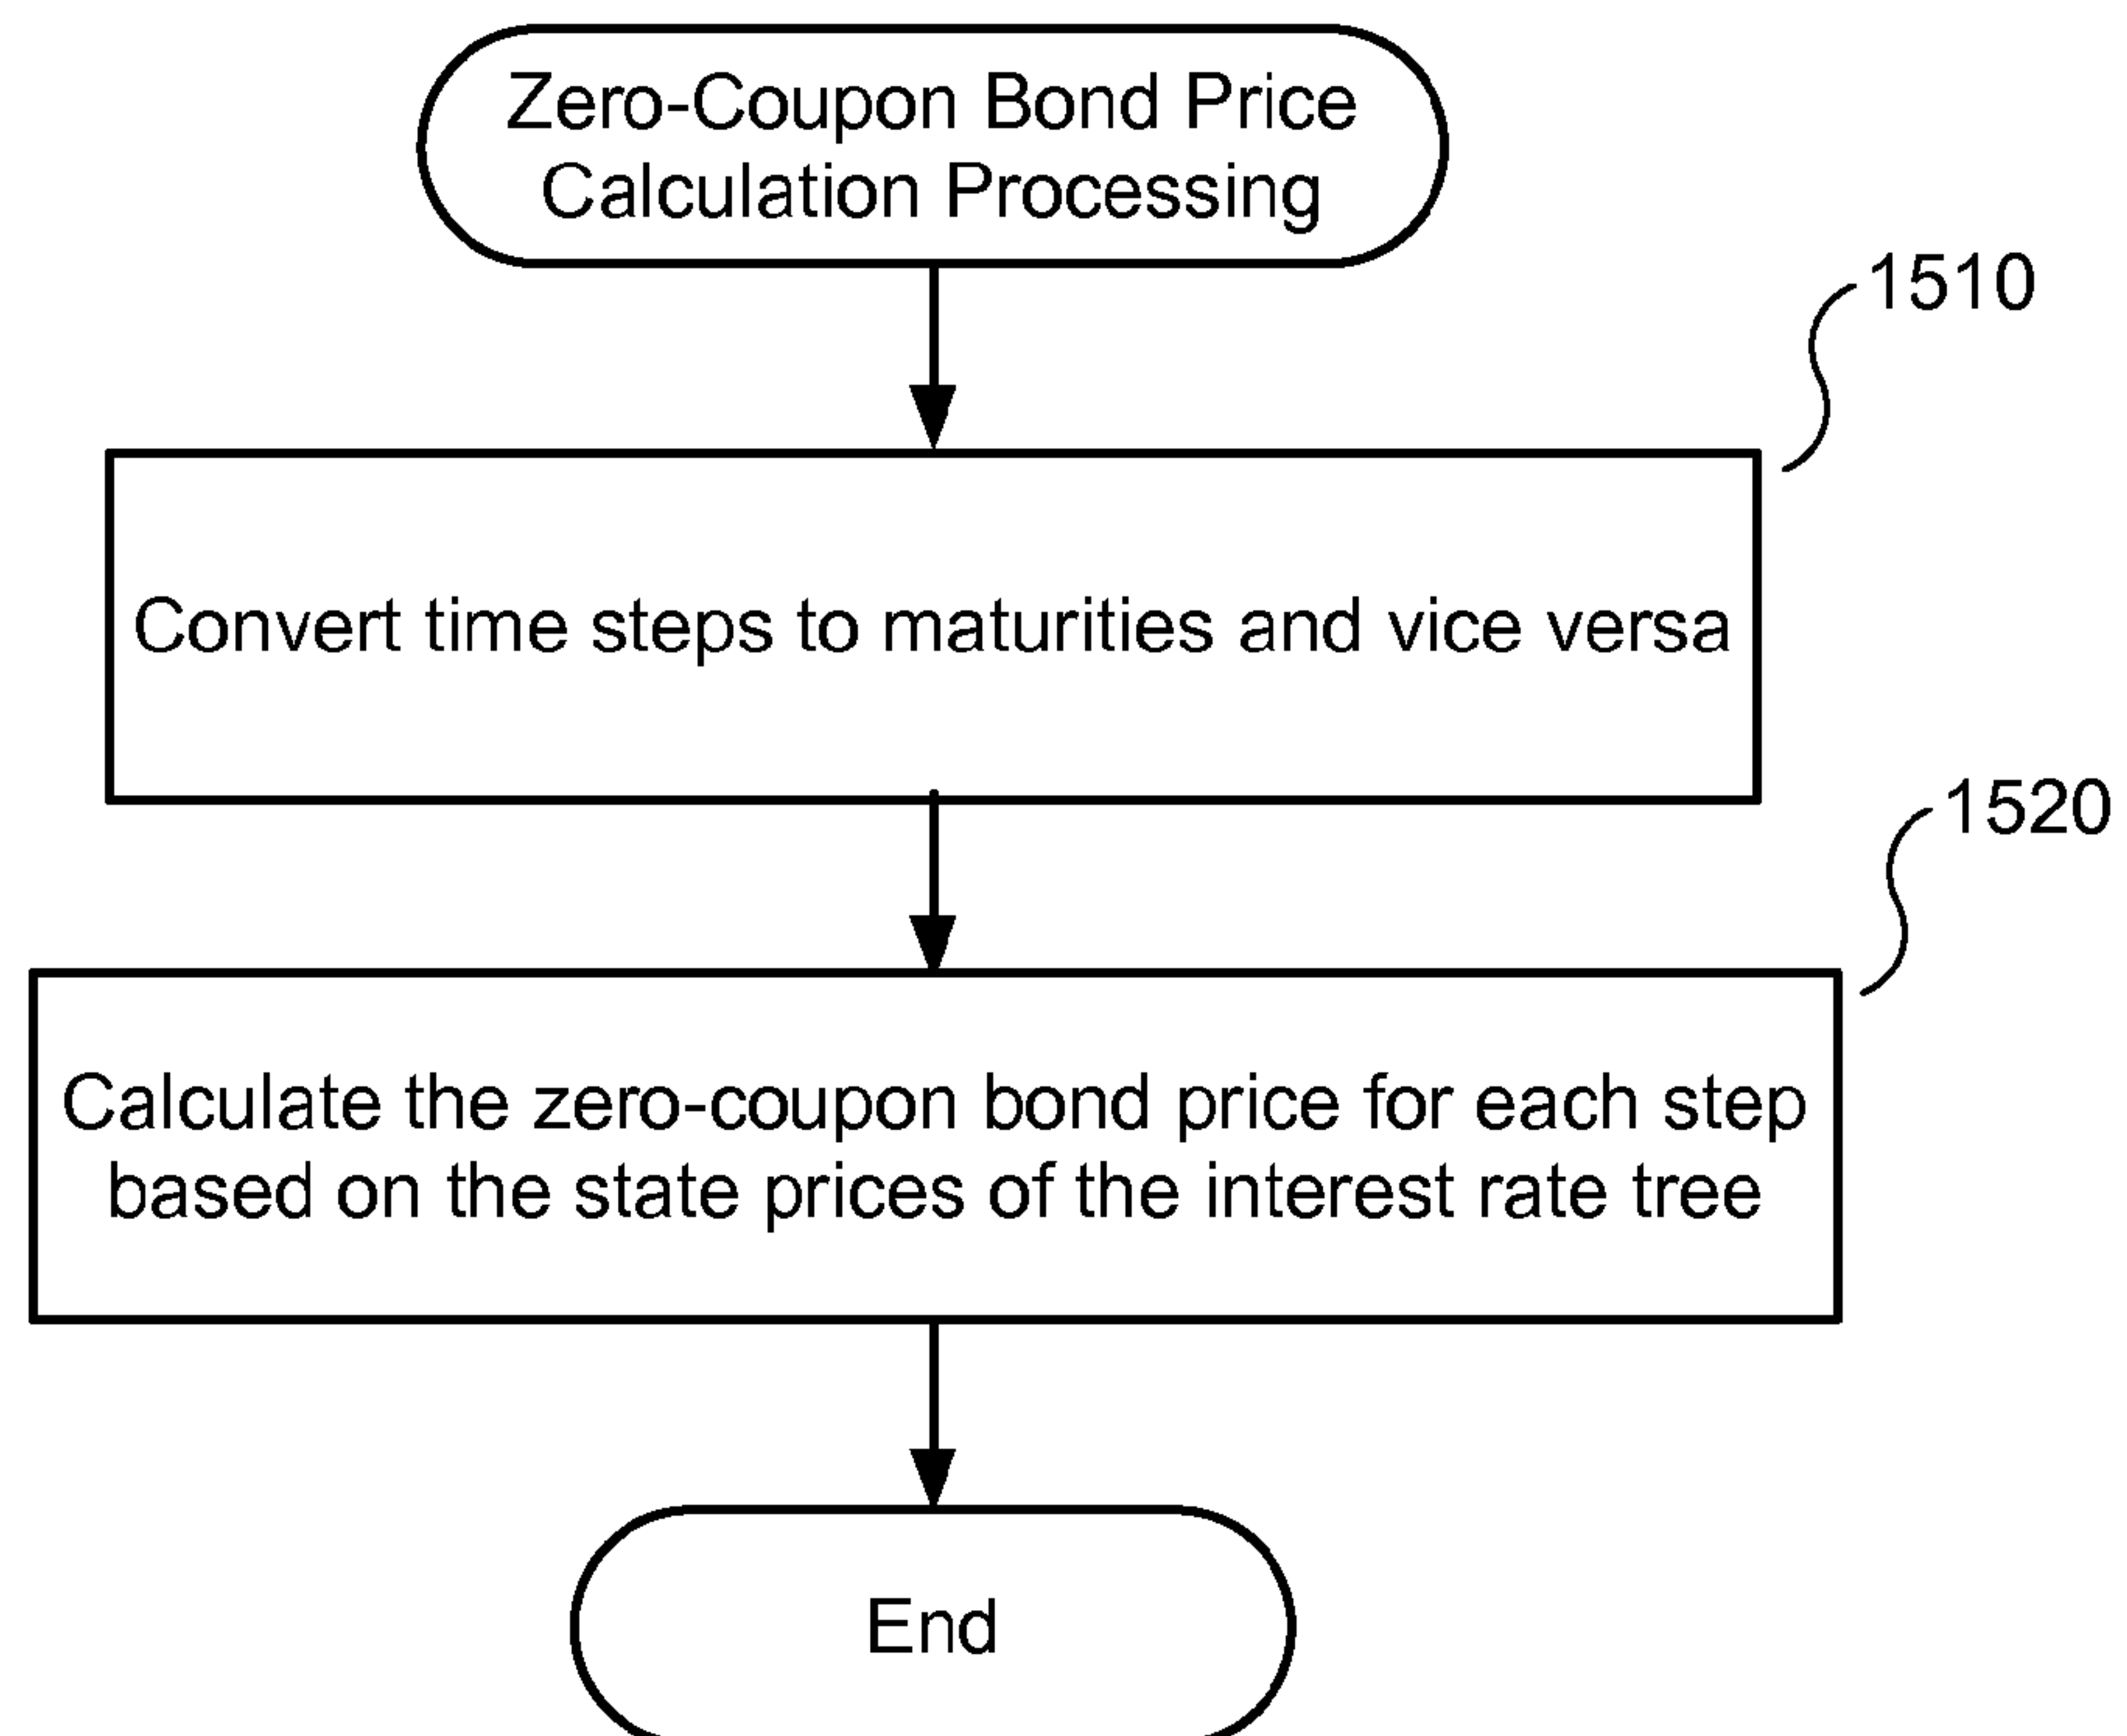 Zero-Coupon Bond Price
Calculation Processing
1510
Convert time steps to maturities and vice versa
1520
Calculate the zero-coupon bond price for each step
based on the state prices of the interest rate tree
End